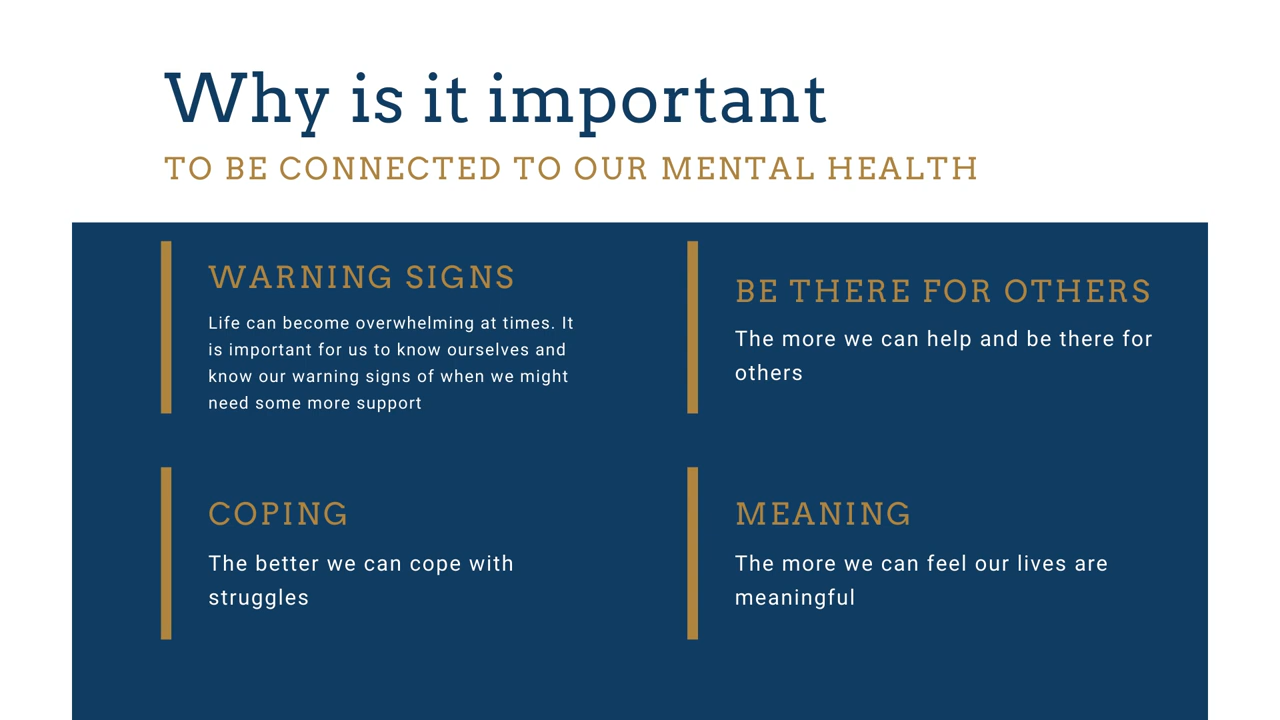 Why is it important
TO BE CONNECTED TO OUR MENTAL HEALTH
WARNING SIGNS
Life can become overwhelming at times. It
is important for us to know ourselves and
know our warning signs of when we might
need some more support
BE THERE FOR OTHERS
The more we can help and be there for
others
COPING
The better we can cope with
struggles
MEANING
The more we can feel our lives are
meaningful